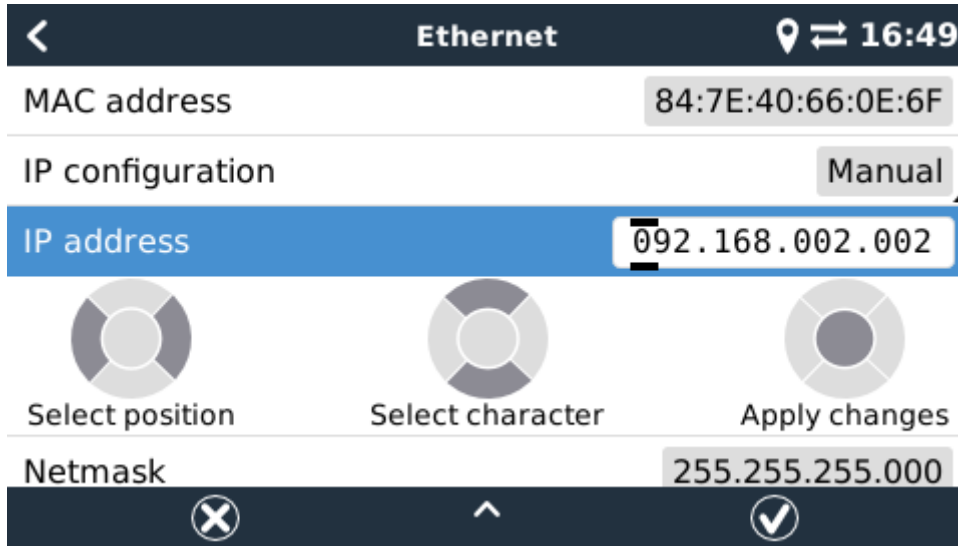 Ethernet 16:49
MAC address 84:7E:40:66:0E:6F
IP configuration Manual
IP address 092.168.002.002
Select position Select character Apply changes
Netmask 255.255.255.000